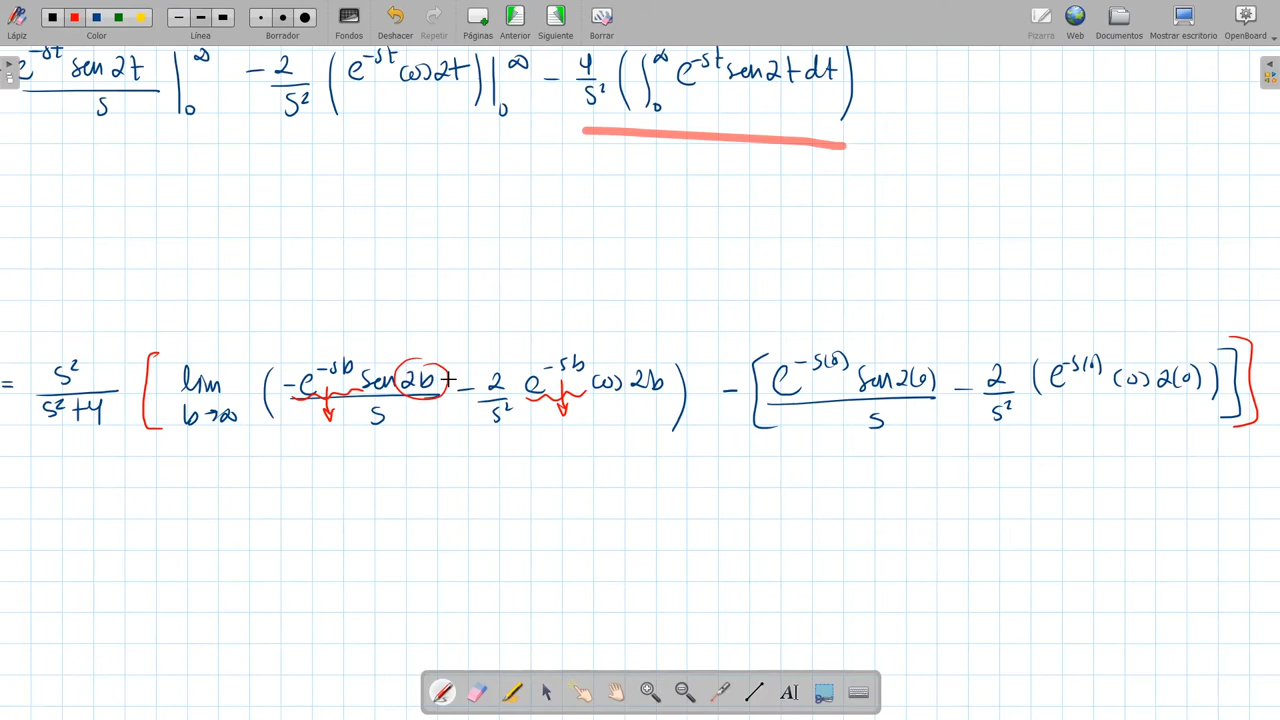 Lápiz Color Línea Borrador Fondos Deshacer Repetir Páginas Anterior Siguiente Borrar Pizarra Web Documentos Mostrar escritorio OpenBoard
e^{-st} sen 2t / s |_0^∞ - 2/s² (e^{-st} cos 2t) |_0^∞ - 4/s² (∫_0^∞ e^{-st} sen 2t dt)
= s²/(s²+4) [ lim b→∞ ( -e^{-sb} sen 2b / s - 2/s² e^{-sb} cos 2b ) - [ e^{-s(0)} sen 2(0) / s - 2/s² (e^{-s(0)} cos 2(0)) ] ]